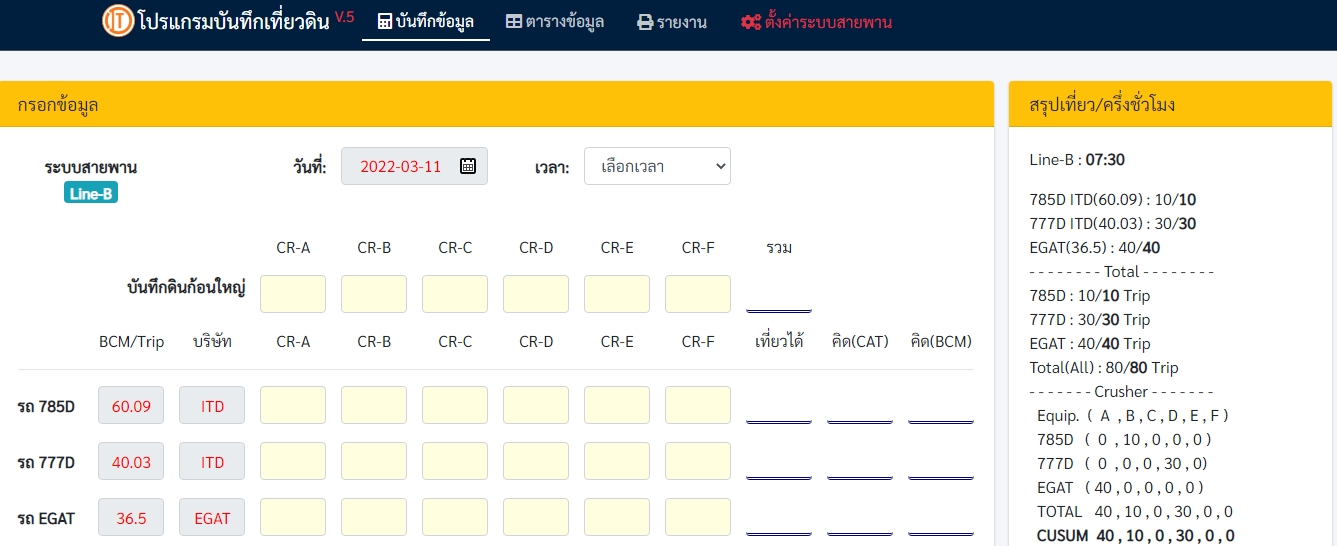 JT โปรแกรมบันทึกเที่ยวดิน V.5 บันทึกข้อมูล ตารางข้อมูล รายงาน ตั้งค่าระบบสายพาน
กรอกข้อมูล
ระบบสายพาน วันที่: 2022-03-11 เวลา: เลือกเวลา
Line-B
CR-A CR-B CR-C CR-D CR-E CR-F รวม
บันทึกดินก้อนใหญ่
BCM/Trip บริษัท CR-A CR-B CR-C CR-D CR-E CR-F เที่ยวได้ คิด(CAT) คิด(BCM)
รถ 785D 60.09 ITD
รถ 777D 40.03 ITD
รถ EGAT 36.5 EGAT
สรุปเที่ยว/ครึ่งชั่วโมง
Line-B : 07:30
785D ITD(60.09) : 10/10
777D ITD(40.03) : 30/30
EGAT(36.5) : 40/40
- - - - - - - - Total - - - - - - - -
785D : 10/10 Trip
777D : 30/30 Trip
EGAT : 40/40 Trip
Total(All) : 80/80 Trip
- - - - - - - Crusher - - - - - - -
Equip. ( A , B , C , D , E , F )
785D ( 0 , 10 , 0 , 0 , 0 )
777D ( 0 , 0 , 0 , 30 , 0)
EGAT ( 40 , 0 , 0 , 0 , 0 )
TOTAL 40 , 10 , 0 , 30 , 0 , 0
CUSUM 40 , 10 , 0 , 30 , 0 , 0